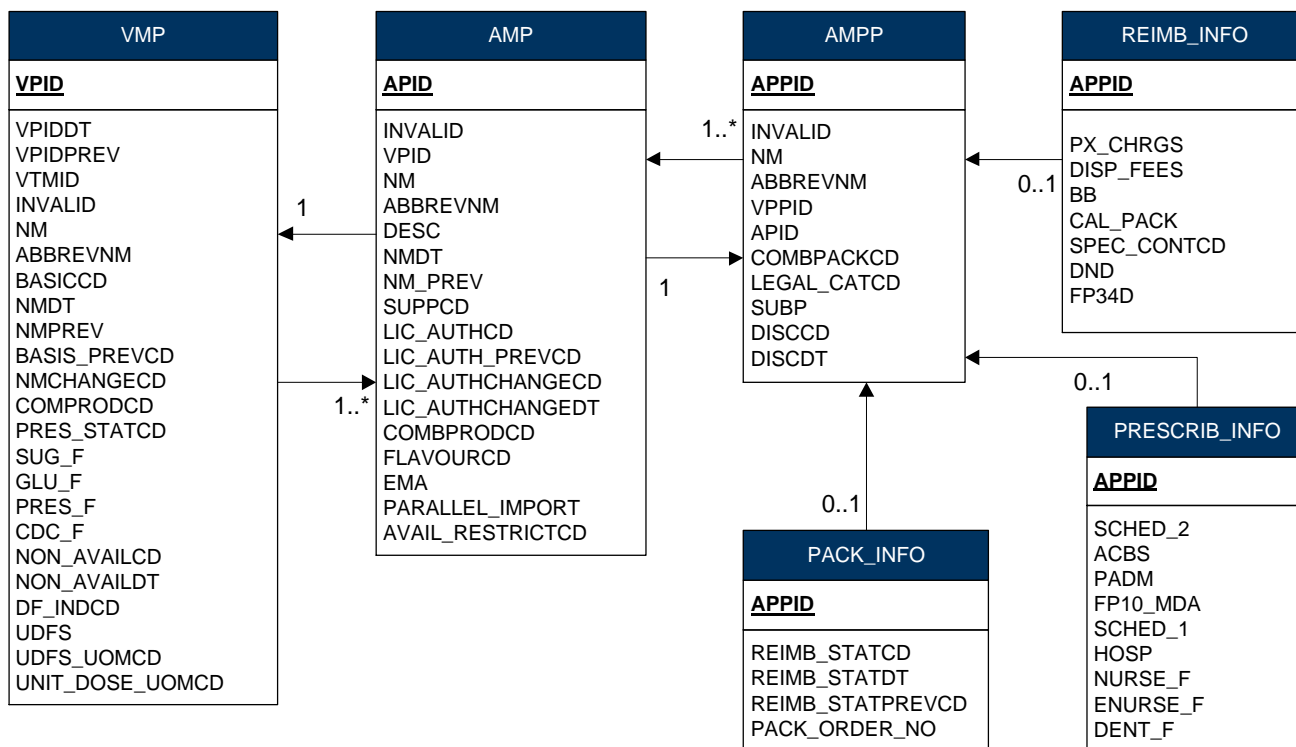 VMP
VPID
VPIDDT
VPIDPREV
VTMID
INVALID
NM
ABBREVNM
BASICCD
NMDT
NMPREV
BASIS_PREVCD
NMCHANGECD
COMPRODCD
PRES_STATCD
SUG_F
GLU_F
PRES_F
CDC_F
NON_AVAILCD
NON_AVAILDT
DF_INDCD
UDFS
UDFS_UOMCD
UNIT_DOSE_UOMCD
1
1..*
AMP
APID
INVALID
VPID
NM
ABBREVNM
DESC
NMDT
NM_PREV
SUPPCD
LIC_AUTHCD
LIC_AUTH_PREVCD
LIC_AUTHCHANGECD
LIC_AUTHCHANGEDT
COMBPRODCD
FLAVOURCD
EMA
PARALLEL_IMPORT
AVAIL_RESTRICTCD
1..*
1
AMPP
APPID
INVALID
NM
ABBREVNM
VPPID
APID
COMBPACKCD
LEGAL_CATCD
SUBP
DISCCD
DISCDT
0..1
REIMB_INFO
APPID
PX_CHRGS
DISP_FEES
BB
CAL_PACK
SPEC_CONTCD
DND
FP34D
0..1
0..1
PACK_INFO
APPID
REIMB_STATCD
REIMB_STATDT
REIMB_STATPREVCD
PACK_ORDER_NO
PRESCRIB_INFO
APPID
SCHED_2
ACBS
PADM
FP10_MDA
SCHED_1
HOSP
NURSE_F
ENURSE_F
DENT_F